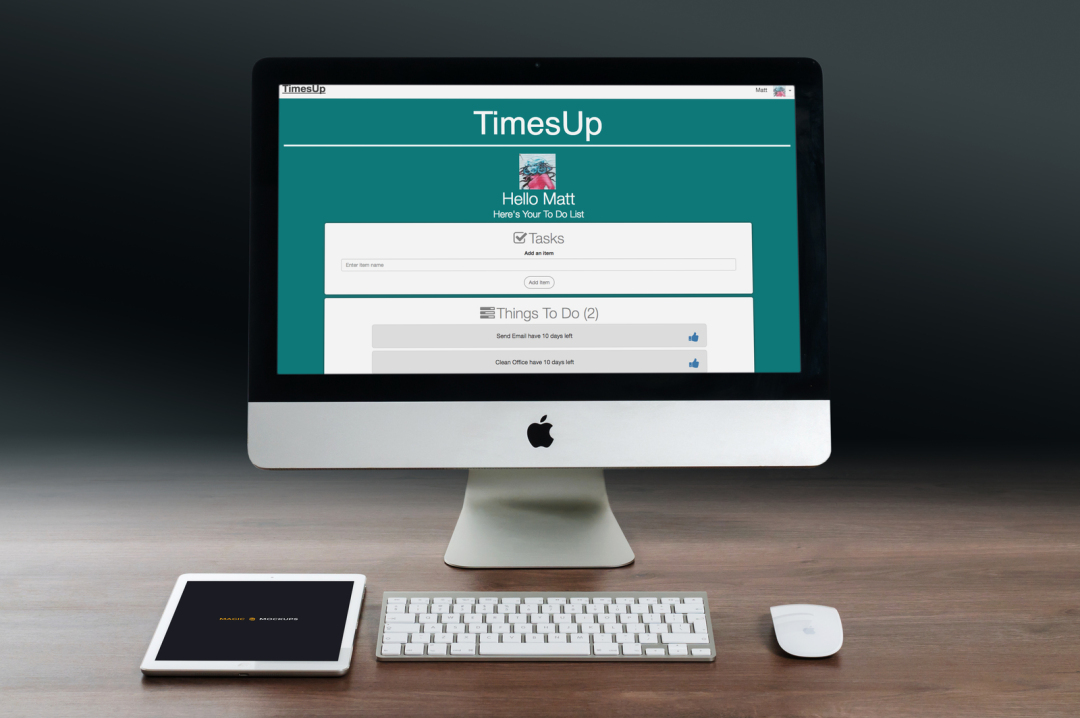 TimesUp
Matt
TimesUp
Hello Matt
Here's Your To Do List
Tasks
Add an Item
Enter item name
Add Item
Things To Do (2)
Send Email have 10 days left
Clean Office have 10 days left
MAGIC MOCKUPS